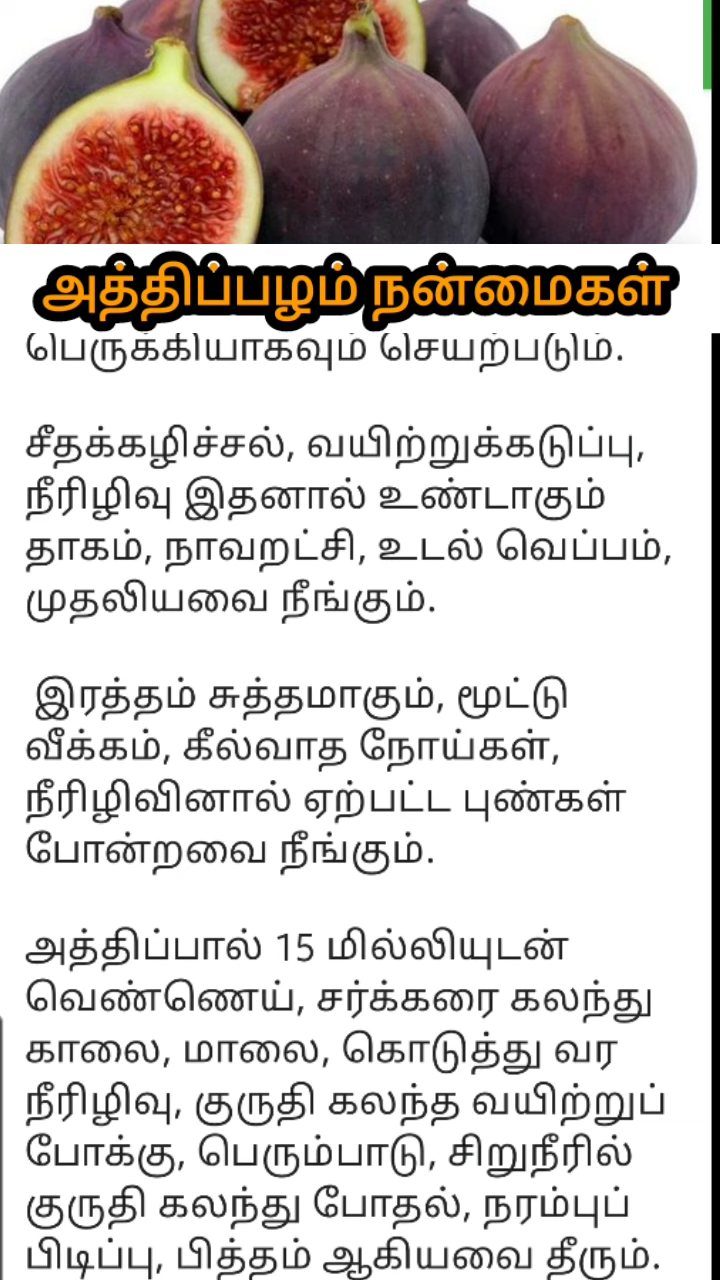 அத்திப்பழம் நன்மைகள்
பெருக்கியாகவும் செயற்படும்.
சீதக்கழிச்சல், வயிற்றுக்கடுப்பு,
நீரிழிவு இதனால் உண்டாகும்
தாகம், நாவறட்சி, உடல் வெப்பம்,
முதலியவை நீங்கும்.
இரத்தம் சுத்தமாகும், மூட்டு
வீக்கம், கீல்வாத நோய்கள்,
நீரிழிவினால் ஏற்பட்ட புண்கள்
போன்றவை நீங்கும்.
அத்திப்பால் 15 மில்லியுடன்
வெண்ணெய், சர்க்கரை கலந்து
காலை, மாலை, கொடுத்து வர
நீரிழிவு, குருதி கலந்த வயிற்றுப்
போக்கு, பெரும்பாடு, சிறுநீரில்
குருதி கலந்து போதல், நரம்புப்
பிடிப்பு, பித்தம் ஆகியவை தீரும்.